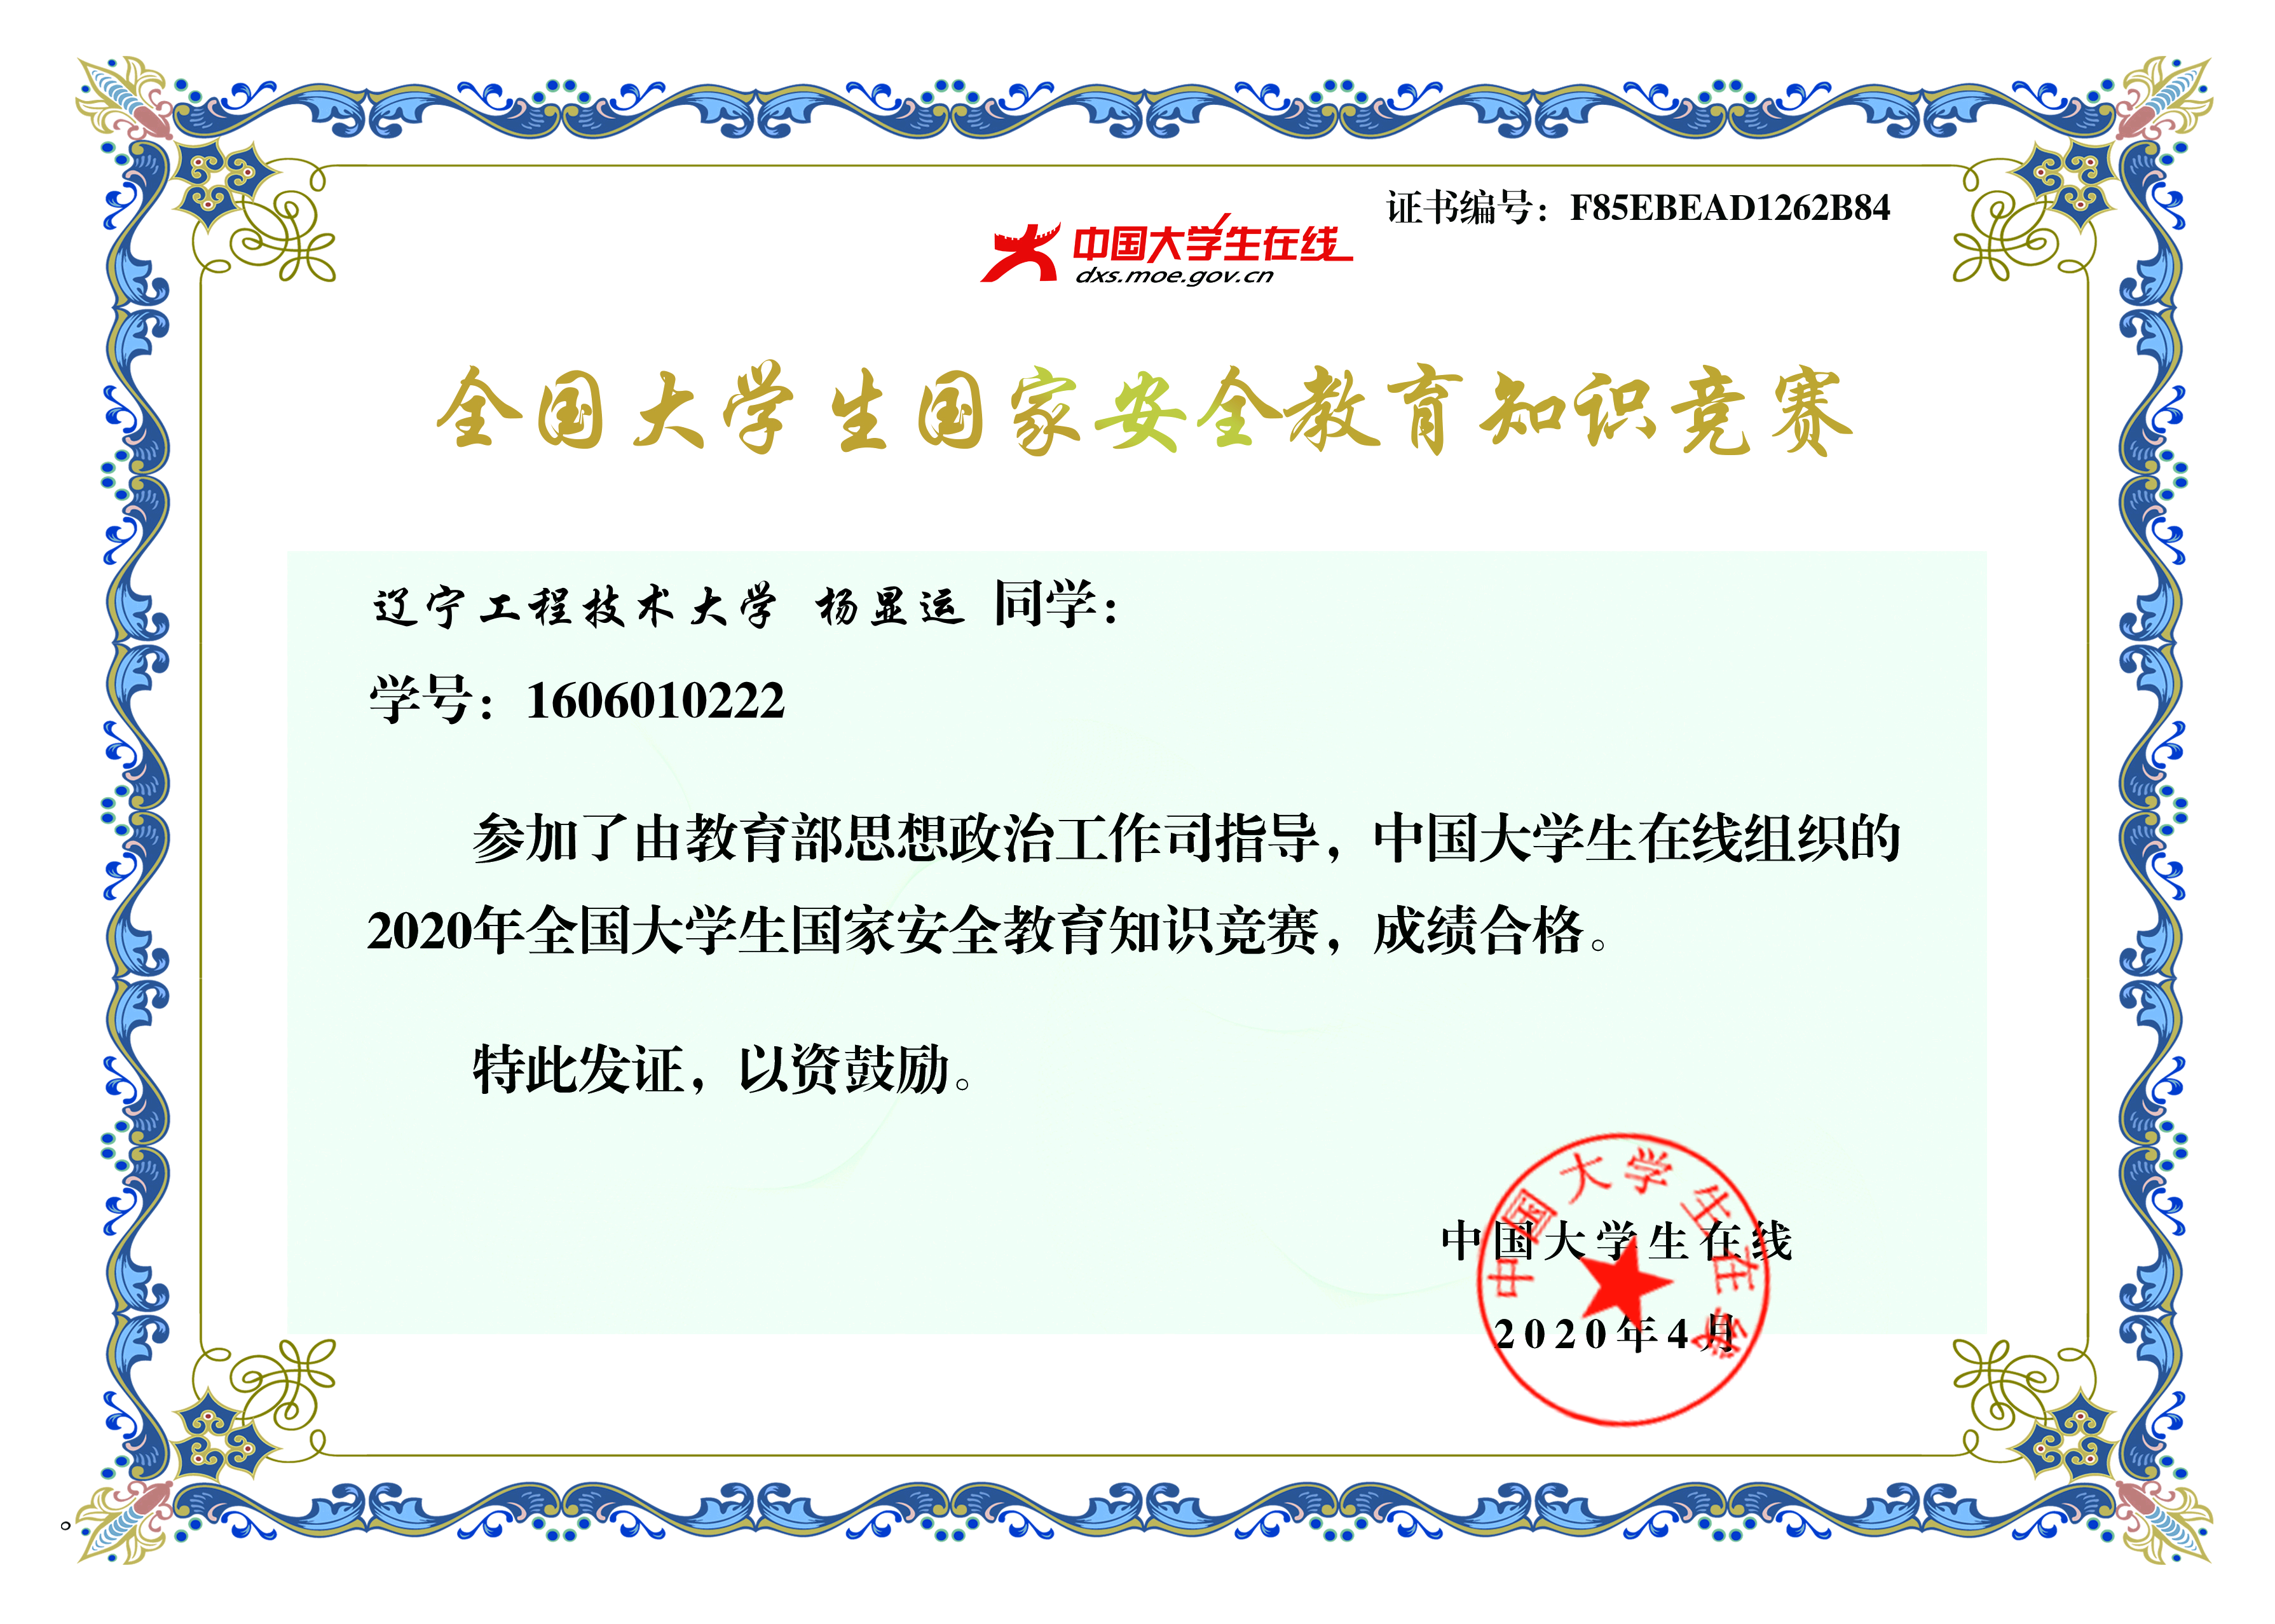 证书编号：F85EBEAD1262B84
中国大学生在线
dxs.moe.gov.cn
全国大学生国家安全教育知识竞赛
辽宁工程技术大学 杨显运 同学：
学号：1606010222
参加了由教育部思想政治工作司指导，中国大学生在线组织的
2020年全国大学生国家安全教育知识竞赛，成绩合格。
特此发证，以资鼓励。
中国大学生在线
中国大学生在线
2020年4月